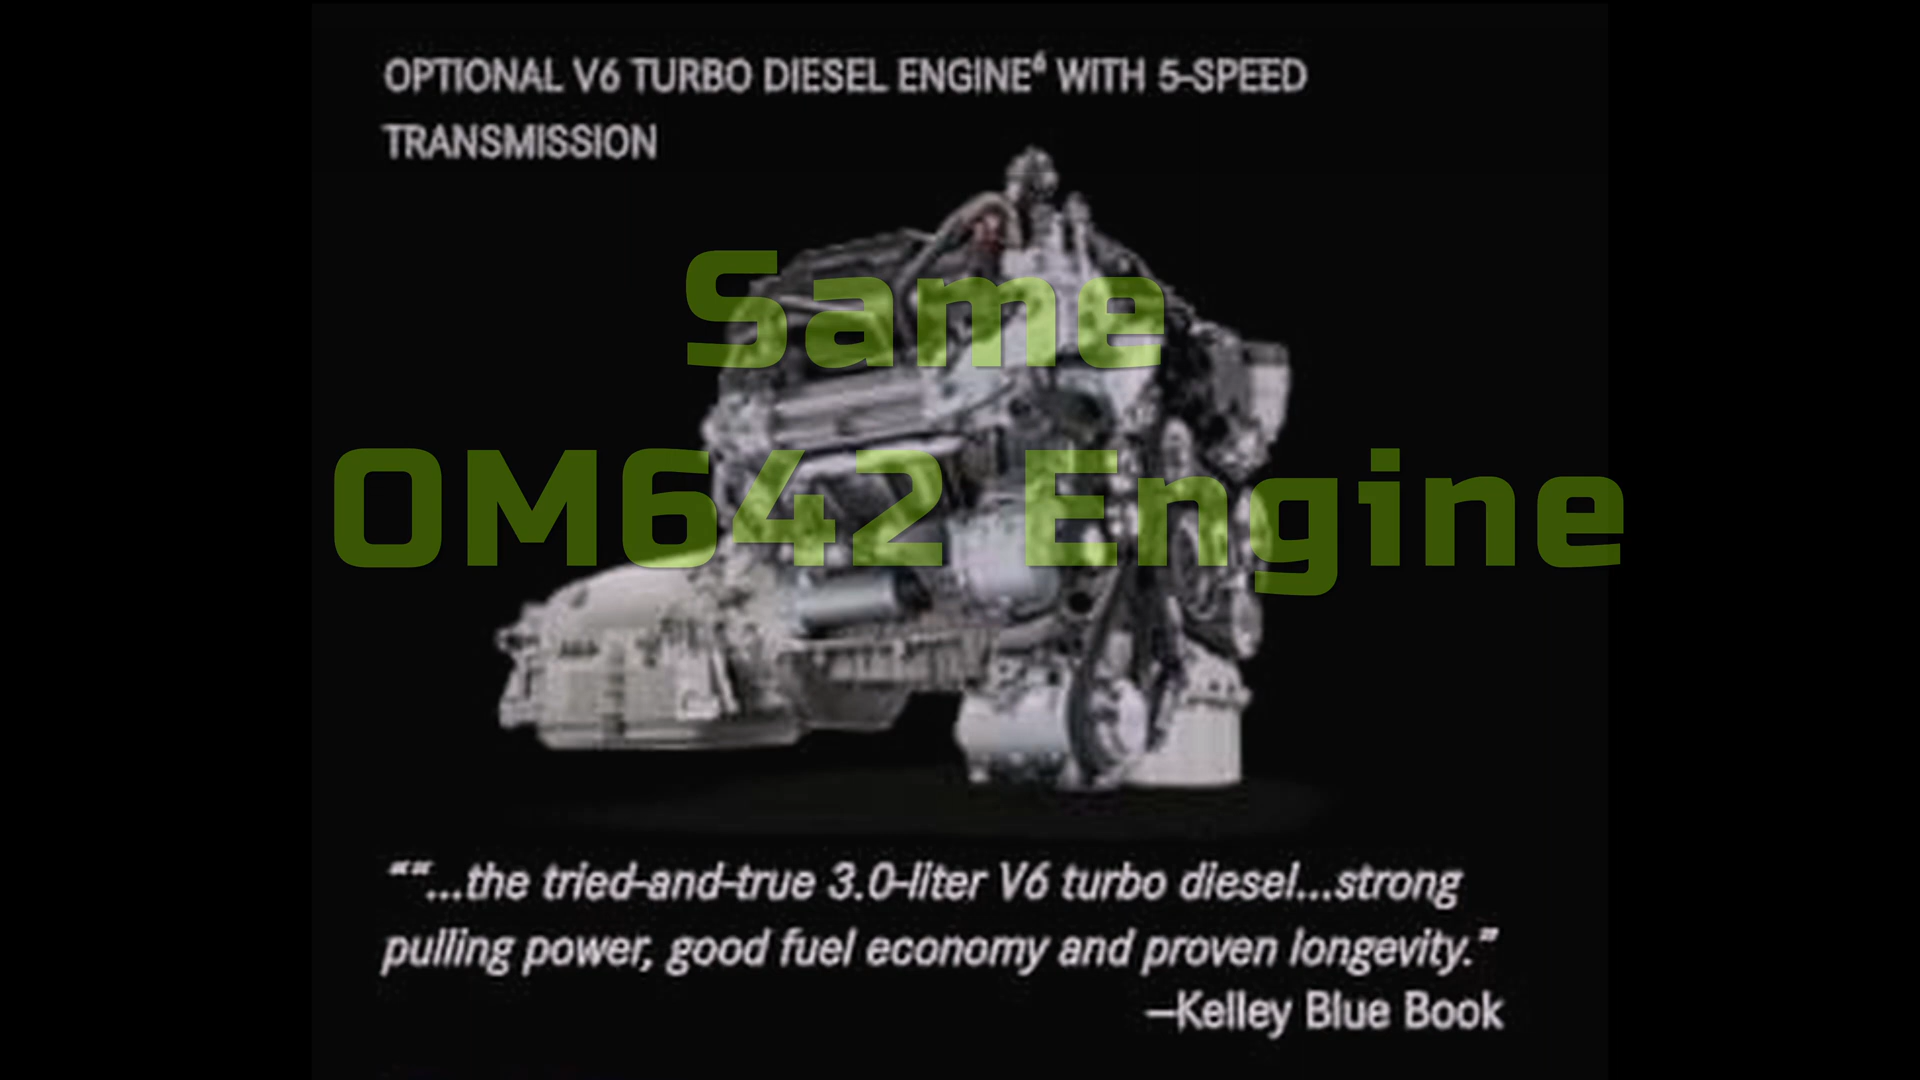 OPTIONAL V6 TURBO DIESEL ENGINE⁶ WITH 5-SPEED
TRANSMISSION
Same
OM642 Engine
““...the tried-and-true 3.0-liter V6 turbo diesel...strong
pulling power, good fuel economy and proven longevity.”
–Kelley Blue Book